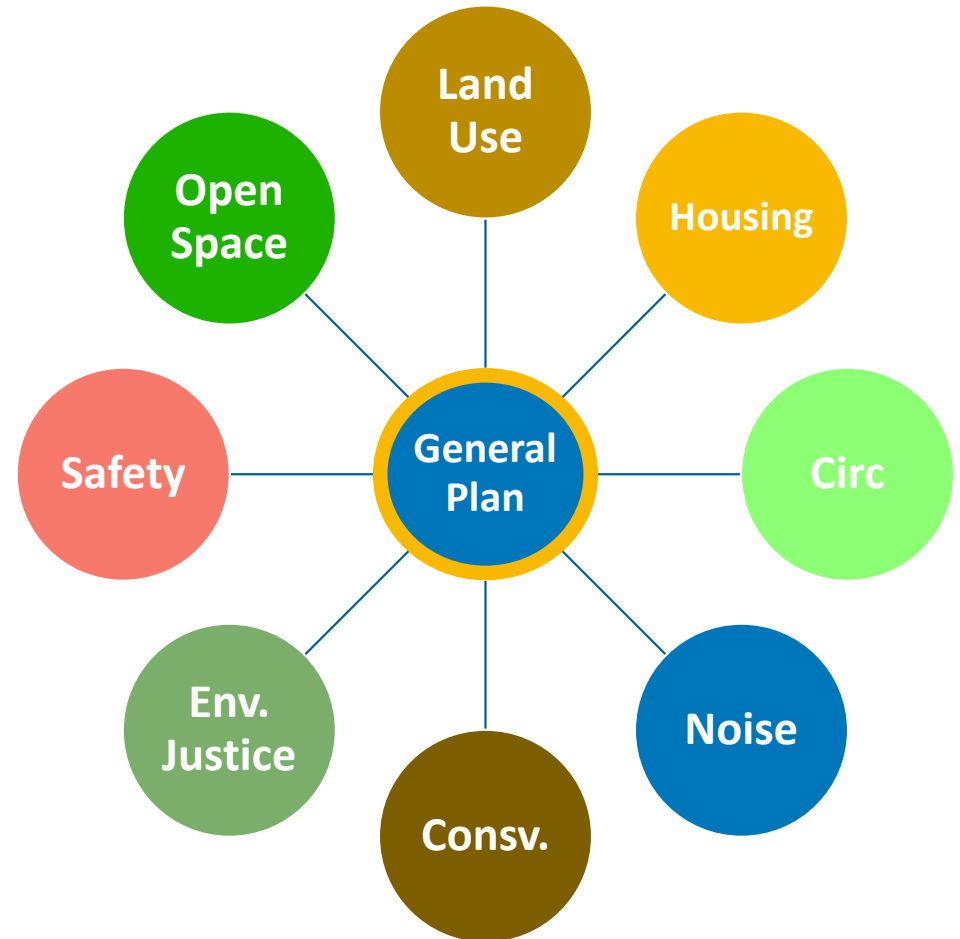 Land
Use
Open
Space
Housing
Safety
General
Plan
Circ
Env.
Justice
Noise
Consv.